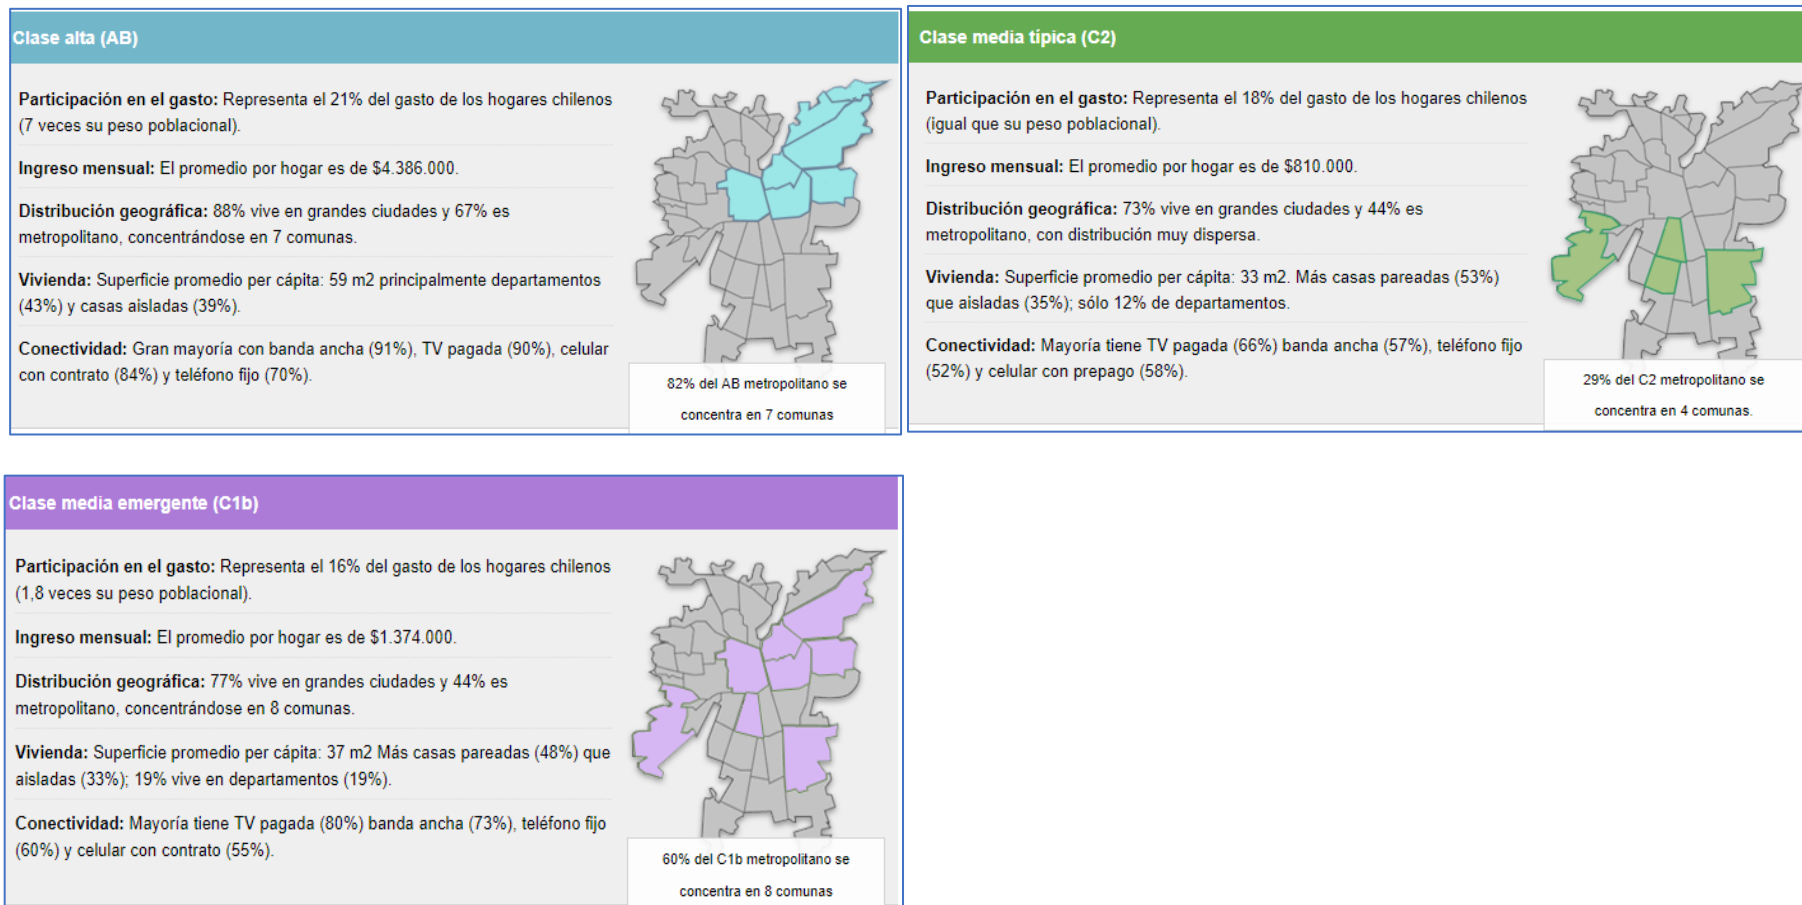 Clase alta (AB)
Participación en el gasto: Representa el 21% del gasto de los hogares chilenos
(7 veces su peso poblacional).
Ingreso mensual: El promedio por hogar es de $4.386.000.
Distribución geográfica: 88% vive en grandes ciudades y 67% es
metropolitano, concentrándose en 7 comunas.
Vivienda: Superficie promedio per cápita: 59 m2 principalmente departamentos
(43%) y casas aisladas (39%).
Conectividad: Gran mayoría con banda ancha (91%), TV pagada (90%), celular
con contrato (84%) y teléfono fijo (70%).
82% del AB metropolitano se
concentra en 7 comunas
Clase media típica (C2)
Participación en el gasto: Representa el 18% del gasto de los hogares chilenos
(igual que su peso poblacional).
Ingreso mensual: El promedio por hogar es de $810.000.
Distribución geográfica: 73% vive en grandes ciudades y 44% es
metropolitano, con distribución muy dispersa.
Vivienda: Superficie promedio per cápita: 33 m2. Más casas pareadas (53%)
que aisladas (35%); sólo 12% de departamentos.
Conectividad: Mayoría tiene TV pagada (66%) banda ancha (57%), teléfono fijo
(52%) y celular con prepago (58%).
29% del C2 metropolitano se
concentra en 4 comunas.
Clase media emergente (C1b)
Participación en el gasto: Representa el 16% del gasto de los hogares chilenos
(1,8 veces su peso poblacional).
Ingreso mensual: El promedio por hogar es de $1.374.000.
Distribución geográfica: 77% vive en grandes ciudades y 44% es
metropolitano, concentrándose en 8 comunas.
Vivienda: Superficie promedio per cápita: 37 m2 Más casas pareadas (48%) que
aisladas (33%); 19% vive en departamentos (19%).
Conectividad: Mayoría tiene TV pagada (80%) banda ancha (73%), teléfono fijo
(60%) y celular con contrato (55%).
60% del C1b metropolitano se
concentra en 8 comunas